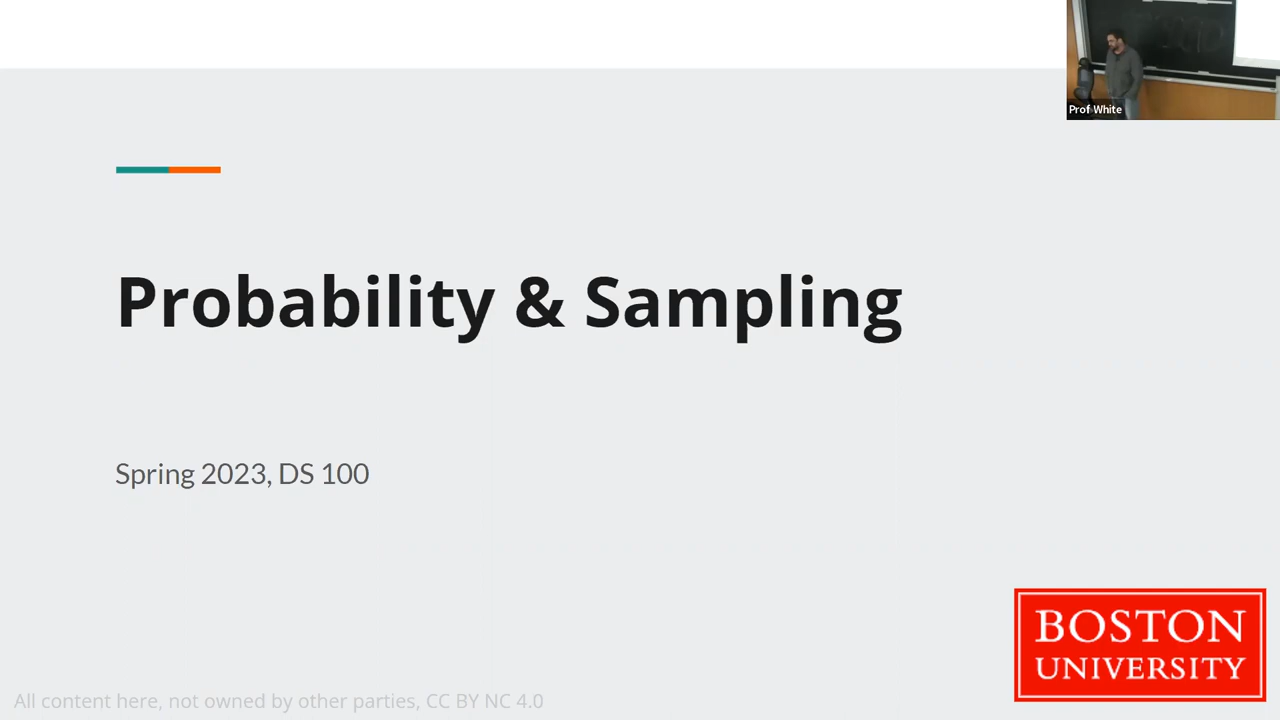 Prof White
Probability & Sampling
Spring 2023, DS 100
BOSTON
UNIVERSITY
All content here, not owned by other parties, CC BY NC 4.0